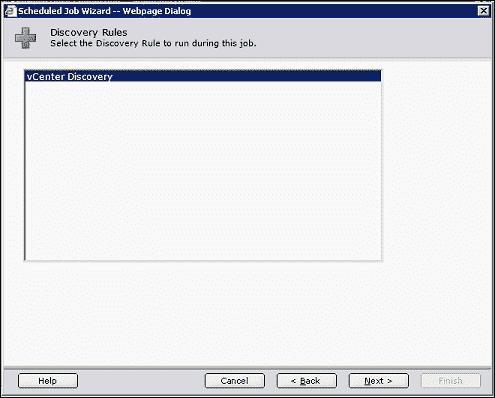 Scheduled Job Wizard -- Webpage Dialog
Discovery Rules
Select the Discovery Rule to run during this job.
vCenter Discovery
Help
Cancel
< Back
Next >
Finish